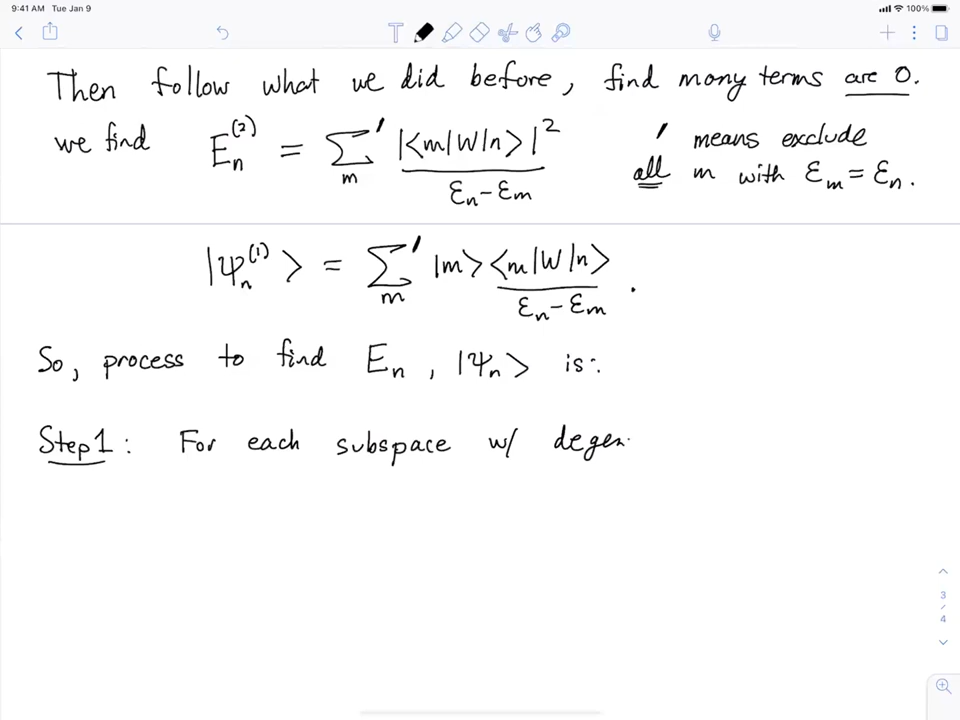 9:41 AM Tue Jan 9
100%
Then follow what we did before, find many terms are 0.
we find E_n^(2) = Σ'_m |<m|W|n>|^2 / (ε_n - ε_m) ' means exclude
all m with ε_m = ε_n.
|ψ_n^(1)> = Σ'_m |m> <m|W|n> / (ε_n - ε_m) .
So, process to find E_n, |ψ_n> is:
Step 1: For each subspace w/ degen
3
/
4